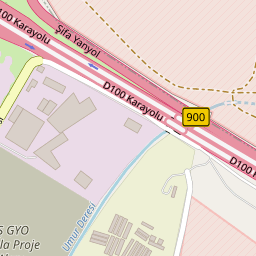 D100 Karayolu
Şifa Yanyol
D100 Karayolu
900
D100 K
Umur Deresi
S GYO
la Proje